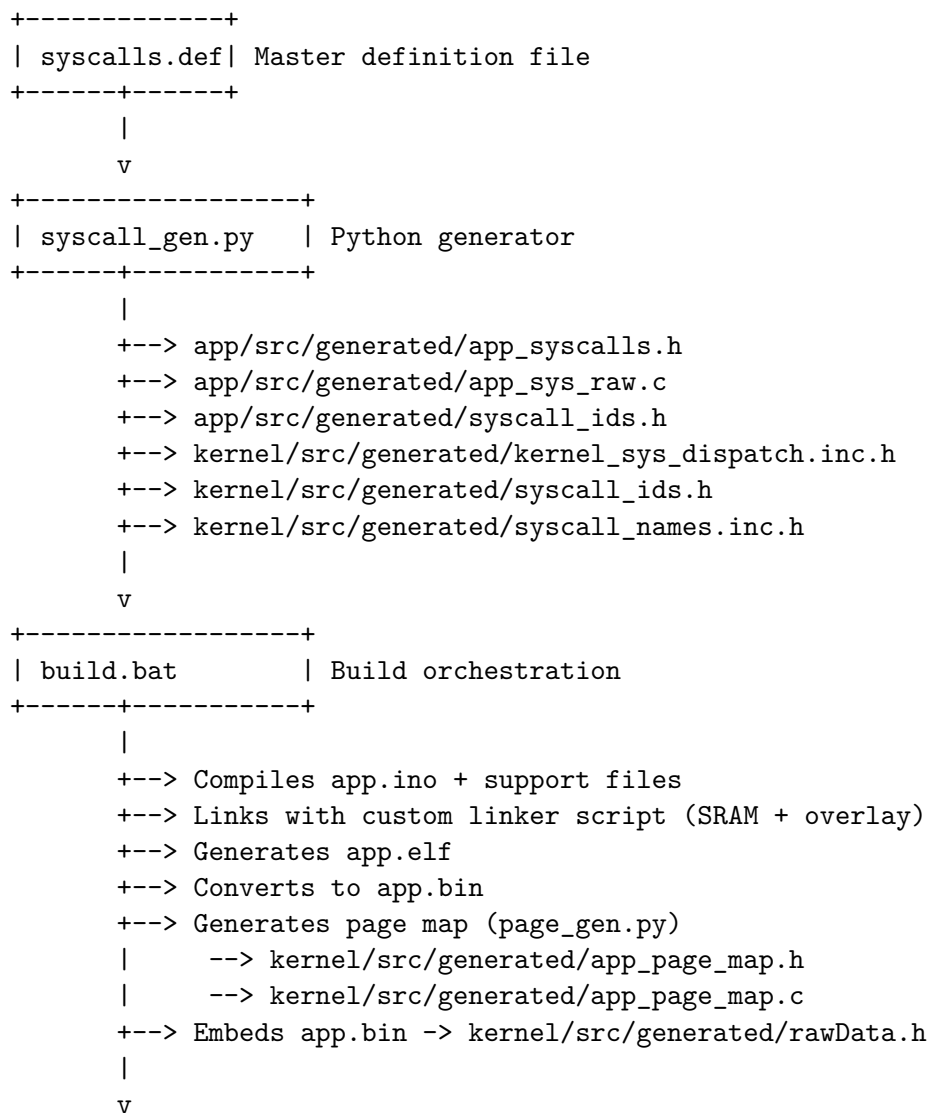 +-------------+
| syscalls.def| Master definition file
+------+------+
       |
       v
+------------------+
| syscall_gen.py   | Python generator
+------+-----------+
       |
       +--> app/src/generated/app_syscalls.h
       +--> app/src/generated/app_sys_raw.c
       +--> app/src/generated/syscall_ids.h
       +--> kernel/src/generated/kernel_sys_dispatch.inc.h
       +--> kernel/src/generated/syscall_ids.h
       +--> kernel/src/generated/syscall_names.inc.h
       |
       v
+------------------+
| build.bat        | Build orchestration
+------+-----------+
       |
       +--> Compiles app.ino + support files
       +--> Links with custom linker script (SRAM + overlay)
       +--> Generates app.elf
       +--> Converts to app.bin
       +--> Generates page map (page_gen.py)
       |     --> kernel/src/generated/app_page_map.h
       |     --> kernel/src/generated/app_page_map.c
       +--> Embeds app.bin -> kernel/src/generated/rawData.h
       |
       v